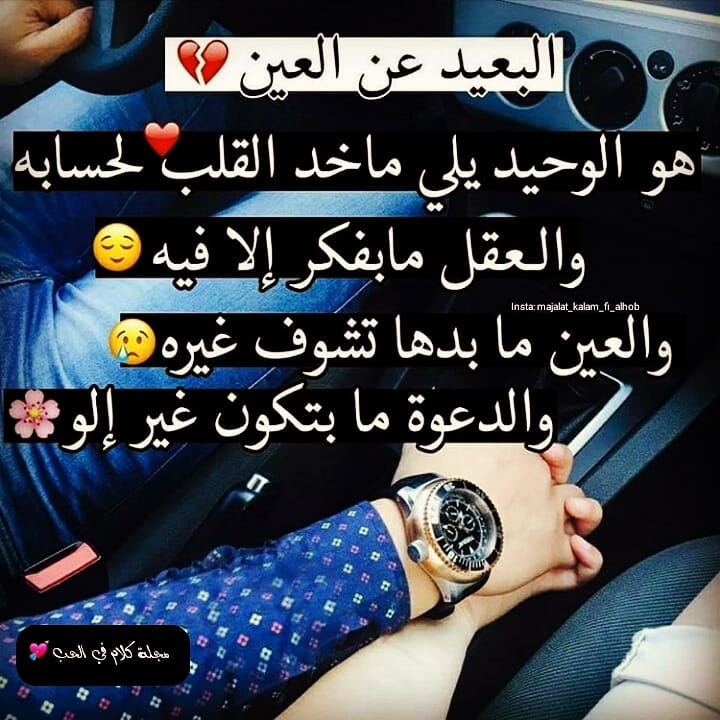 البعيد عن العين 💔
هو الوحيد يلي ماخد القلب❤️ لحسابه
والعقل مابفكر إلا فيه 😌
Insta: majalat_kalam_fi_alhob
والعين ما بدها تشوف غيره 😢
والدعوة ما بتكون غير إلو 🌸
مجلة كلام في الحب 💘